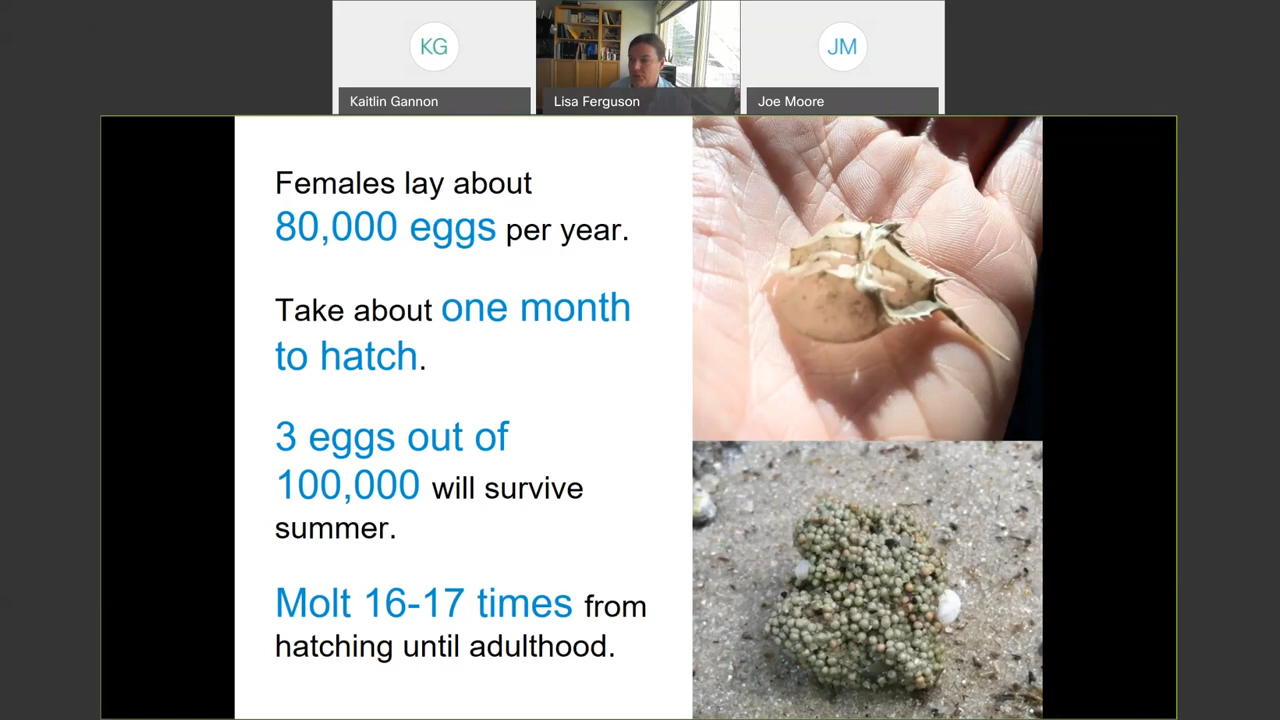 KG
JM
Kaitlin Gannon
Lisa Ferguson
Joe Moore
Females lay about
80,000 eggs per year.
Take about one month
to hatch.
3 eggs out of
100,000 will survive
summer.
Molt 16-17 times from
hatching until adulthood.